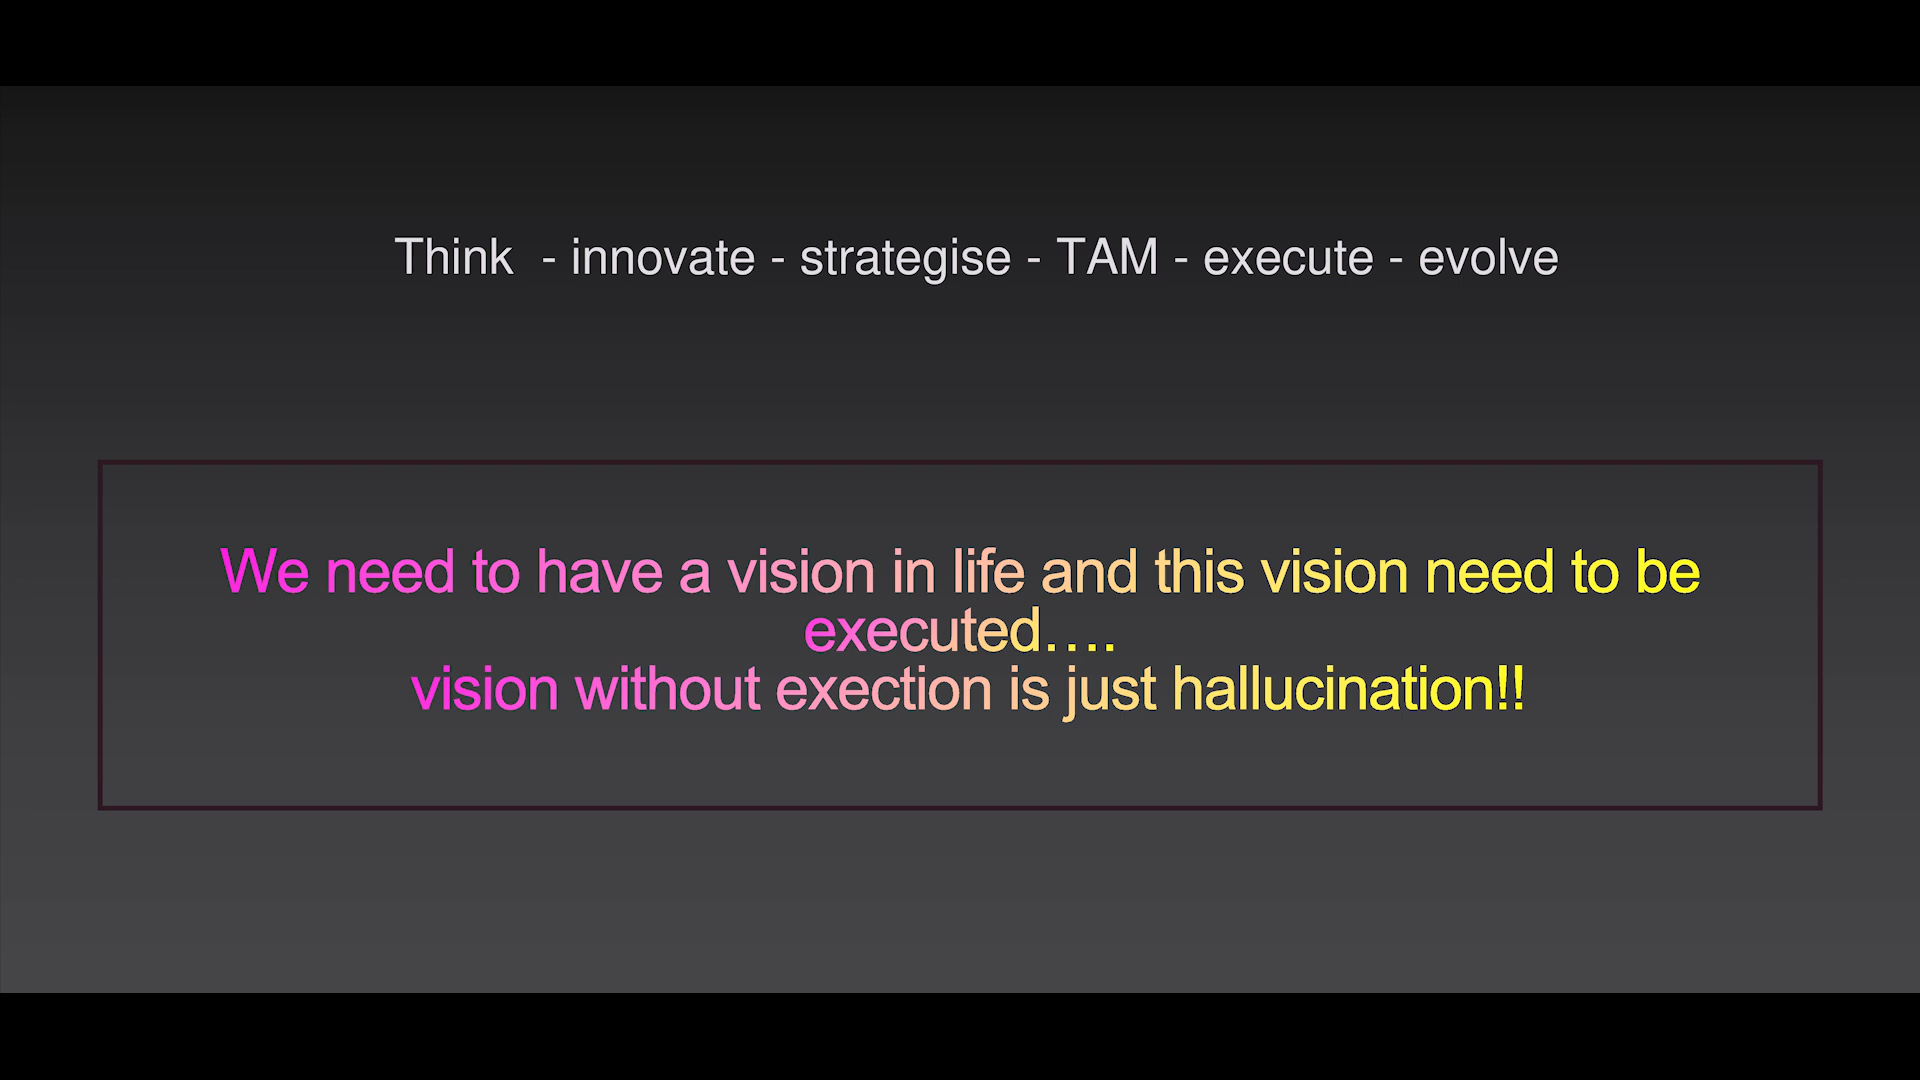 Think  - innovate - strategise - TAM - execute - evolve
We need to have a vision in life and this vision need to be
executed….
vision without exection is just hallucination!!